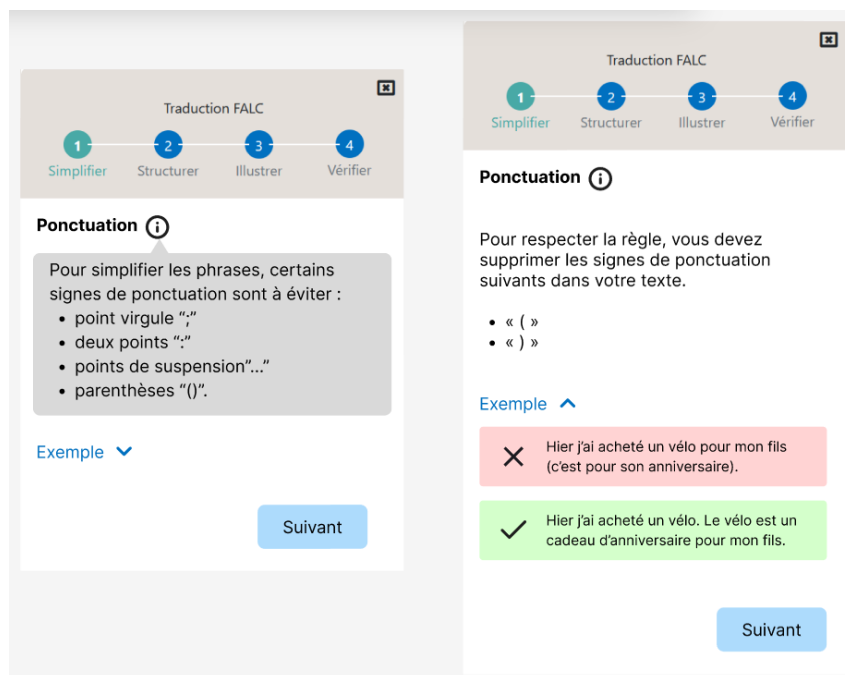 Traduction FALC
1 2 3 4
Simplifier Structurer Illustrer Vérifier
Ponctuation
Pour simplifier les phrases, certains
signes de ponctuation sont à éviter :
• point virgule “;”
• deux points “:”
• points de suspension”...”
• parenthèses “()”.
Exemple
Suivant
Traduction FALC
1 2 3 4
Simplifier Structurer Illustrer Vérifier
Ponctuation
Pour respecter la règle, vous devez
supprimer les signes de ponctuation
suivants dans votre texte.
• « ( »
• « ) »
Exemple
Hier j’ai acheté un vélo pour mon fils
(c’est pour son anniversaire).
Hier j’ai acheté un vélo. Le vélo est un
cadeau d’anniversaire pour mon fils.
Suivant